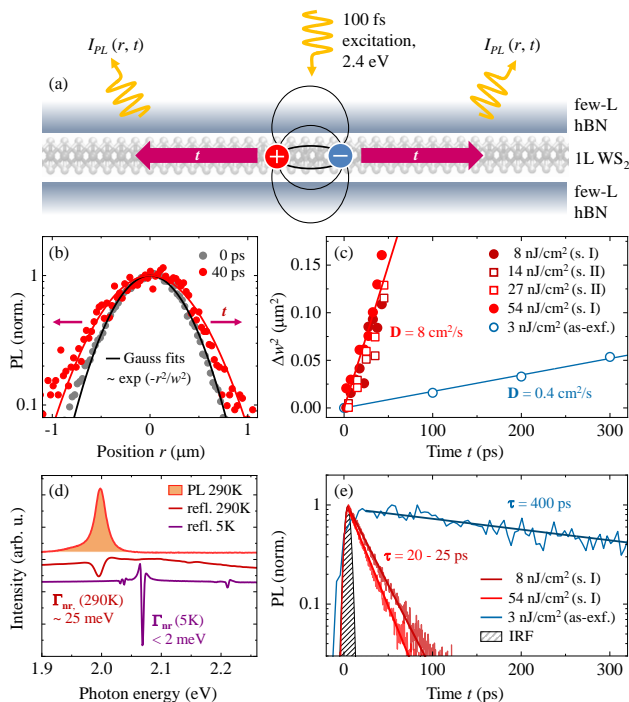 100 fs
excitation,
2.4 eV
I_PL (r, t)
I_PL (r, t)
(a)
few-L
hBN
1L WS₂
few-L
hBN
t
t
+
−
(b)
0 ps
40 ps
t
Gauss fits
~ exp (-r²/w²)
PL (norm.)
1
0.1
-1
0
1
Position r (μm)
(c)
8 nJ/cm² (s. I)
14 nJ/cm² (s. II)
27 nJ/cm² (s. II)
54 nJ/cm² (s. I)
3 nJ/cm² (as-exf.)
D = 8 cm²/s
D = 0.4 cm²/s
Δw² (μm²)
0.15
0.10
0.05
0.00
0
100
200
300
Time t (ps)
(d)
PL 290K
refl. 290K
refl. 5K
Γnr, (290K)
~ 25 meV
Γnr (5K)
< 2 meV
Intensity (arb. u.)
1.9
2.0
2.1
2.2
Photon energy (eV)
(e)
τ = 400 ps
τ = 20 - 25 ps
8 nJ/cm² (s. I)
54 nJ/cm² (s. I)
3 nJ/cm² (as-exf.)
IRF
PL (norm.)
1
0.1
0
100
200
300
Time t (ps)